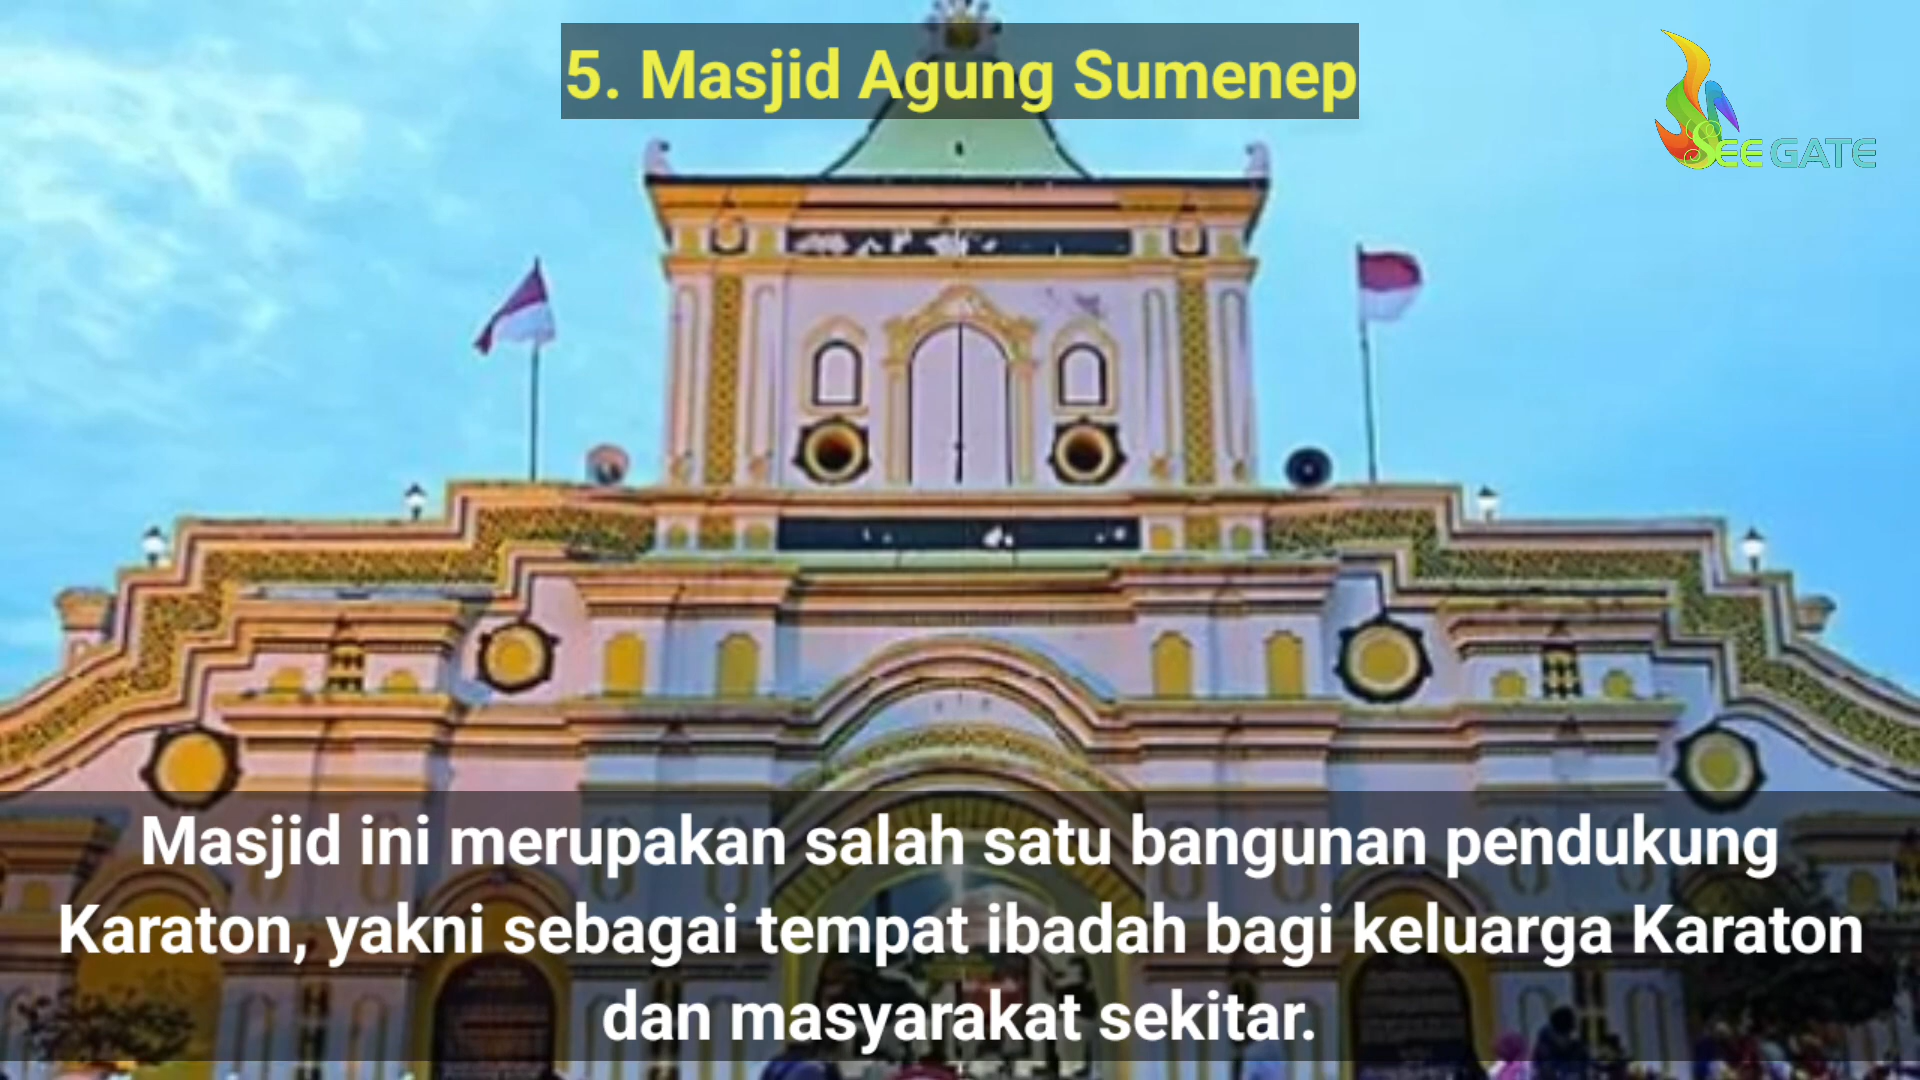 5. Masjid Agung Sumenep
SEE GATE
Masjid ini merupakan salah satu bangunan pendukung
Karaton, yakni sebagai tempat ibadah bagi keluarga Karaton
dan masyarakat sekitar.